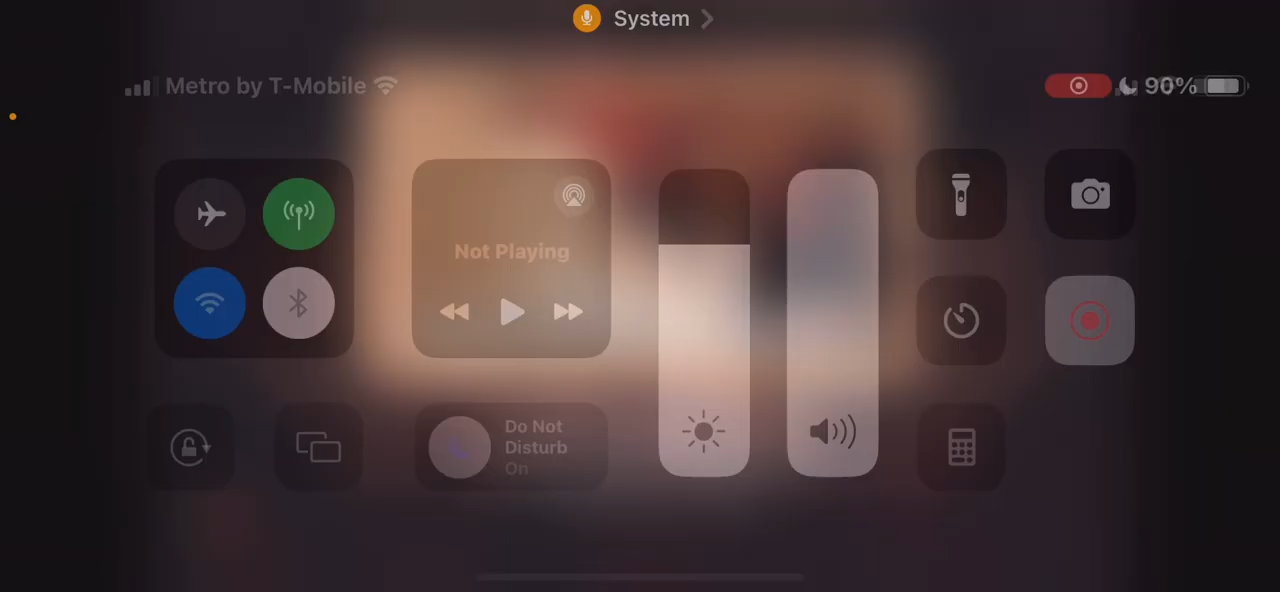 System
Metro by T-Mobile
90%
Not Playing
Do Not
Disturb
On